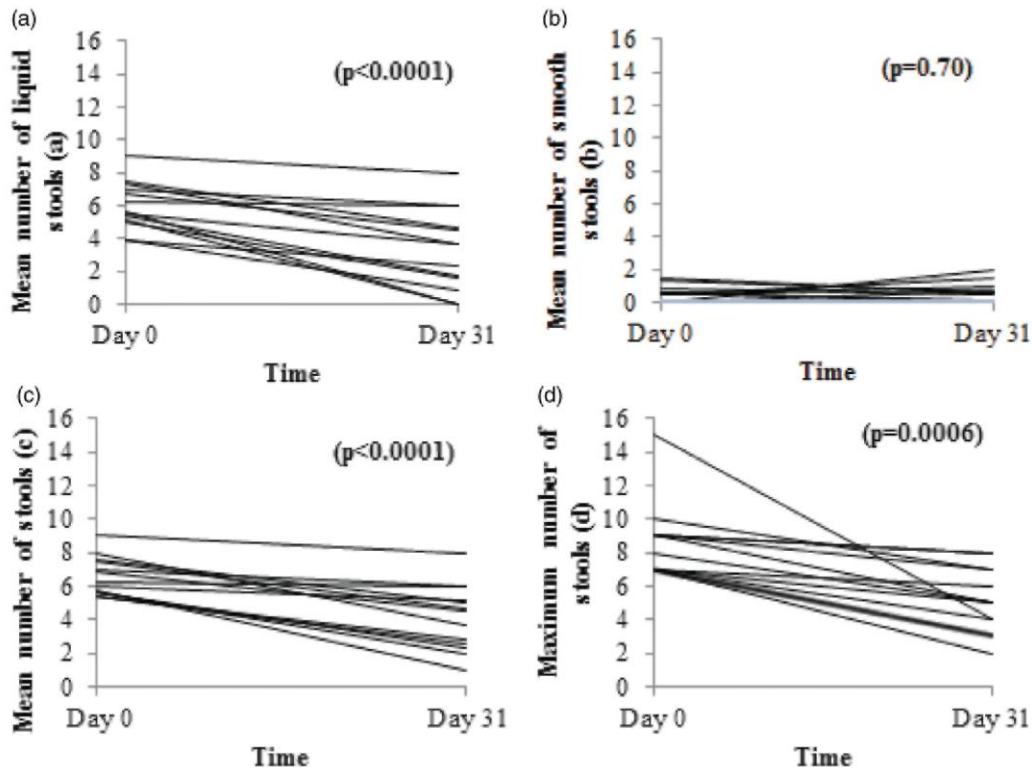 (a)
Mean number of liquid
stools (a)
16
14
12
10
8
6
4
2
0
(p<0.0001)
Day 0
Day 31
Time
(b)
Mean number of smooth
stools (b)
16
14
12
10
8
6
4
2
0
(p=0.70)
Day 0
Day 31
Time
(c)
Mean number of stools (c)
16
14
12
10
8
6
4
2
0
(p<0.0001)
Day 0
Day 31
Time
(d)
Maximum number of
stools (d)
16
14
12
10
8
6
4
2
0
(p=0.0006)
Day 0
Day 31
Time